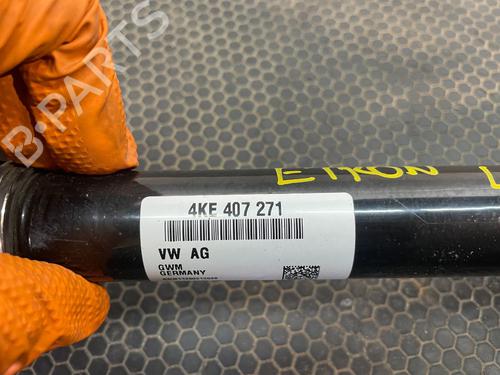 B-PARTS
ETRON L
4KE 407 271
VW AG
GWM
GERMANY